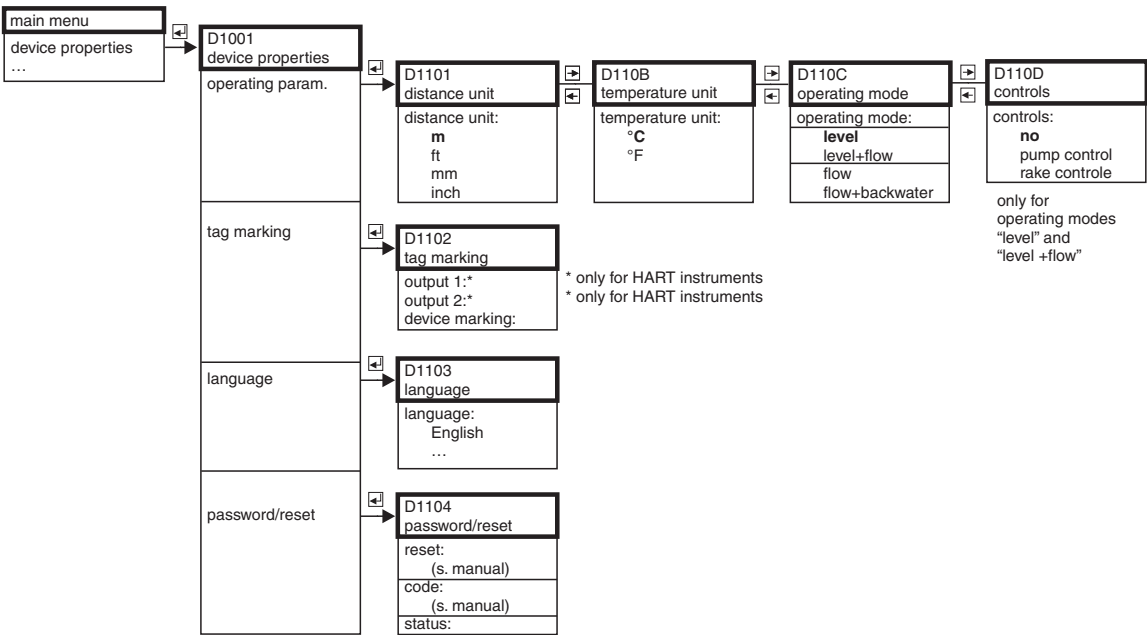 main menu
device properties
…
D1001
device properties
operating param.
D1101
distance unit
distance unit:
m
ft
mm
inch
D110B
temperature unit
temperature unit:
°C
°F
D110C
operating mode
operating mode:
level
level+flow
flow
flow+backwater
D110D
controls
controls:
no
pump control
rake controle
only for
operating modes
“level” and
“level +flow”
tag marking
D1102
tag marking
output 1:*
output 2:*
device marking:
* only for HART instruments
* only for HART instruments
language
D1103
language
language:
English
…
password/reset
D1104
password/reset
reset:
(s. manual)
code:
(s. manual)
status: